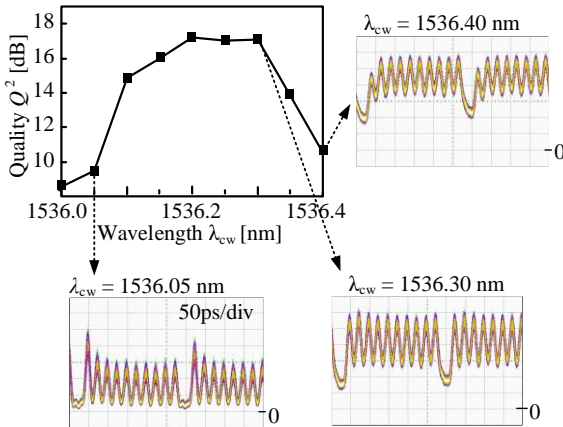 Quality Q² [dB]
18
16
14
12
10
1536.0
1536.2
1536.4
Wavelength λcw [nm]
λcw = 1536.40 nm
0
λcw = 1536.05 nm
50ps/div
0
λcw = 1536.30 nm
0